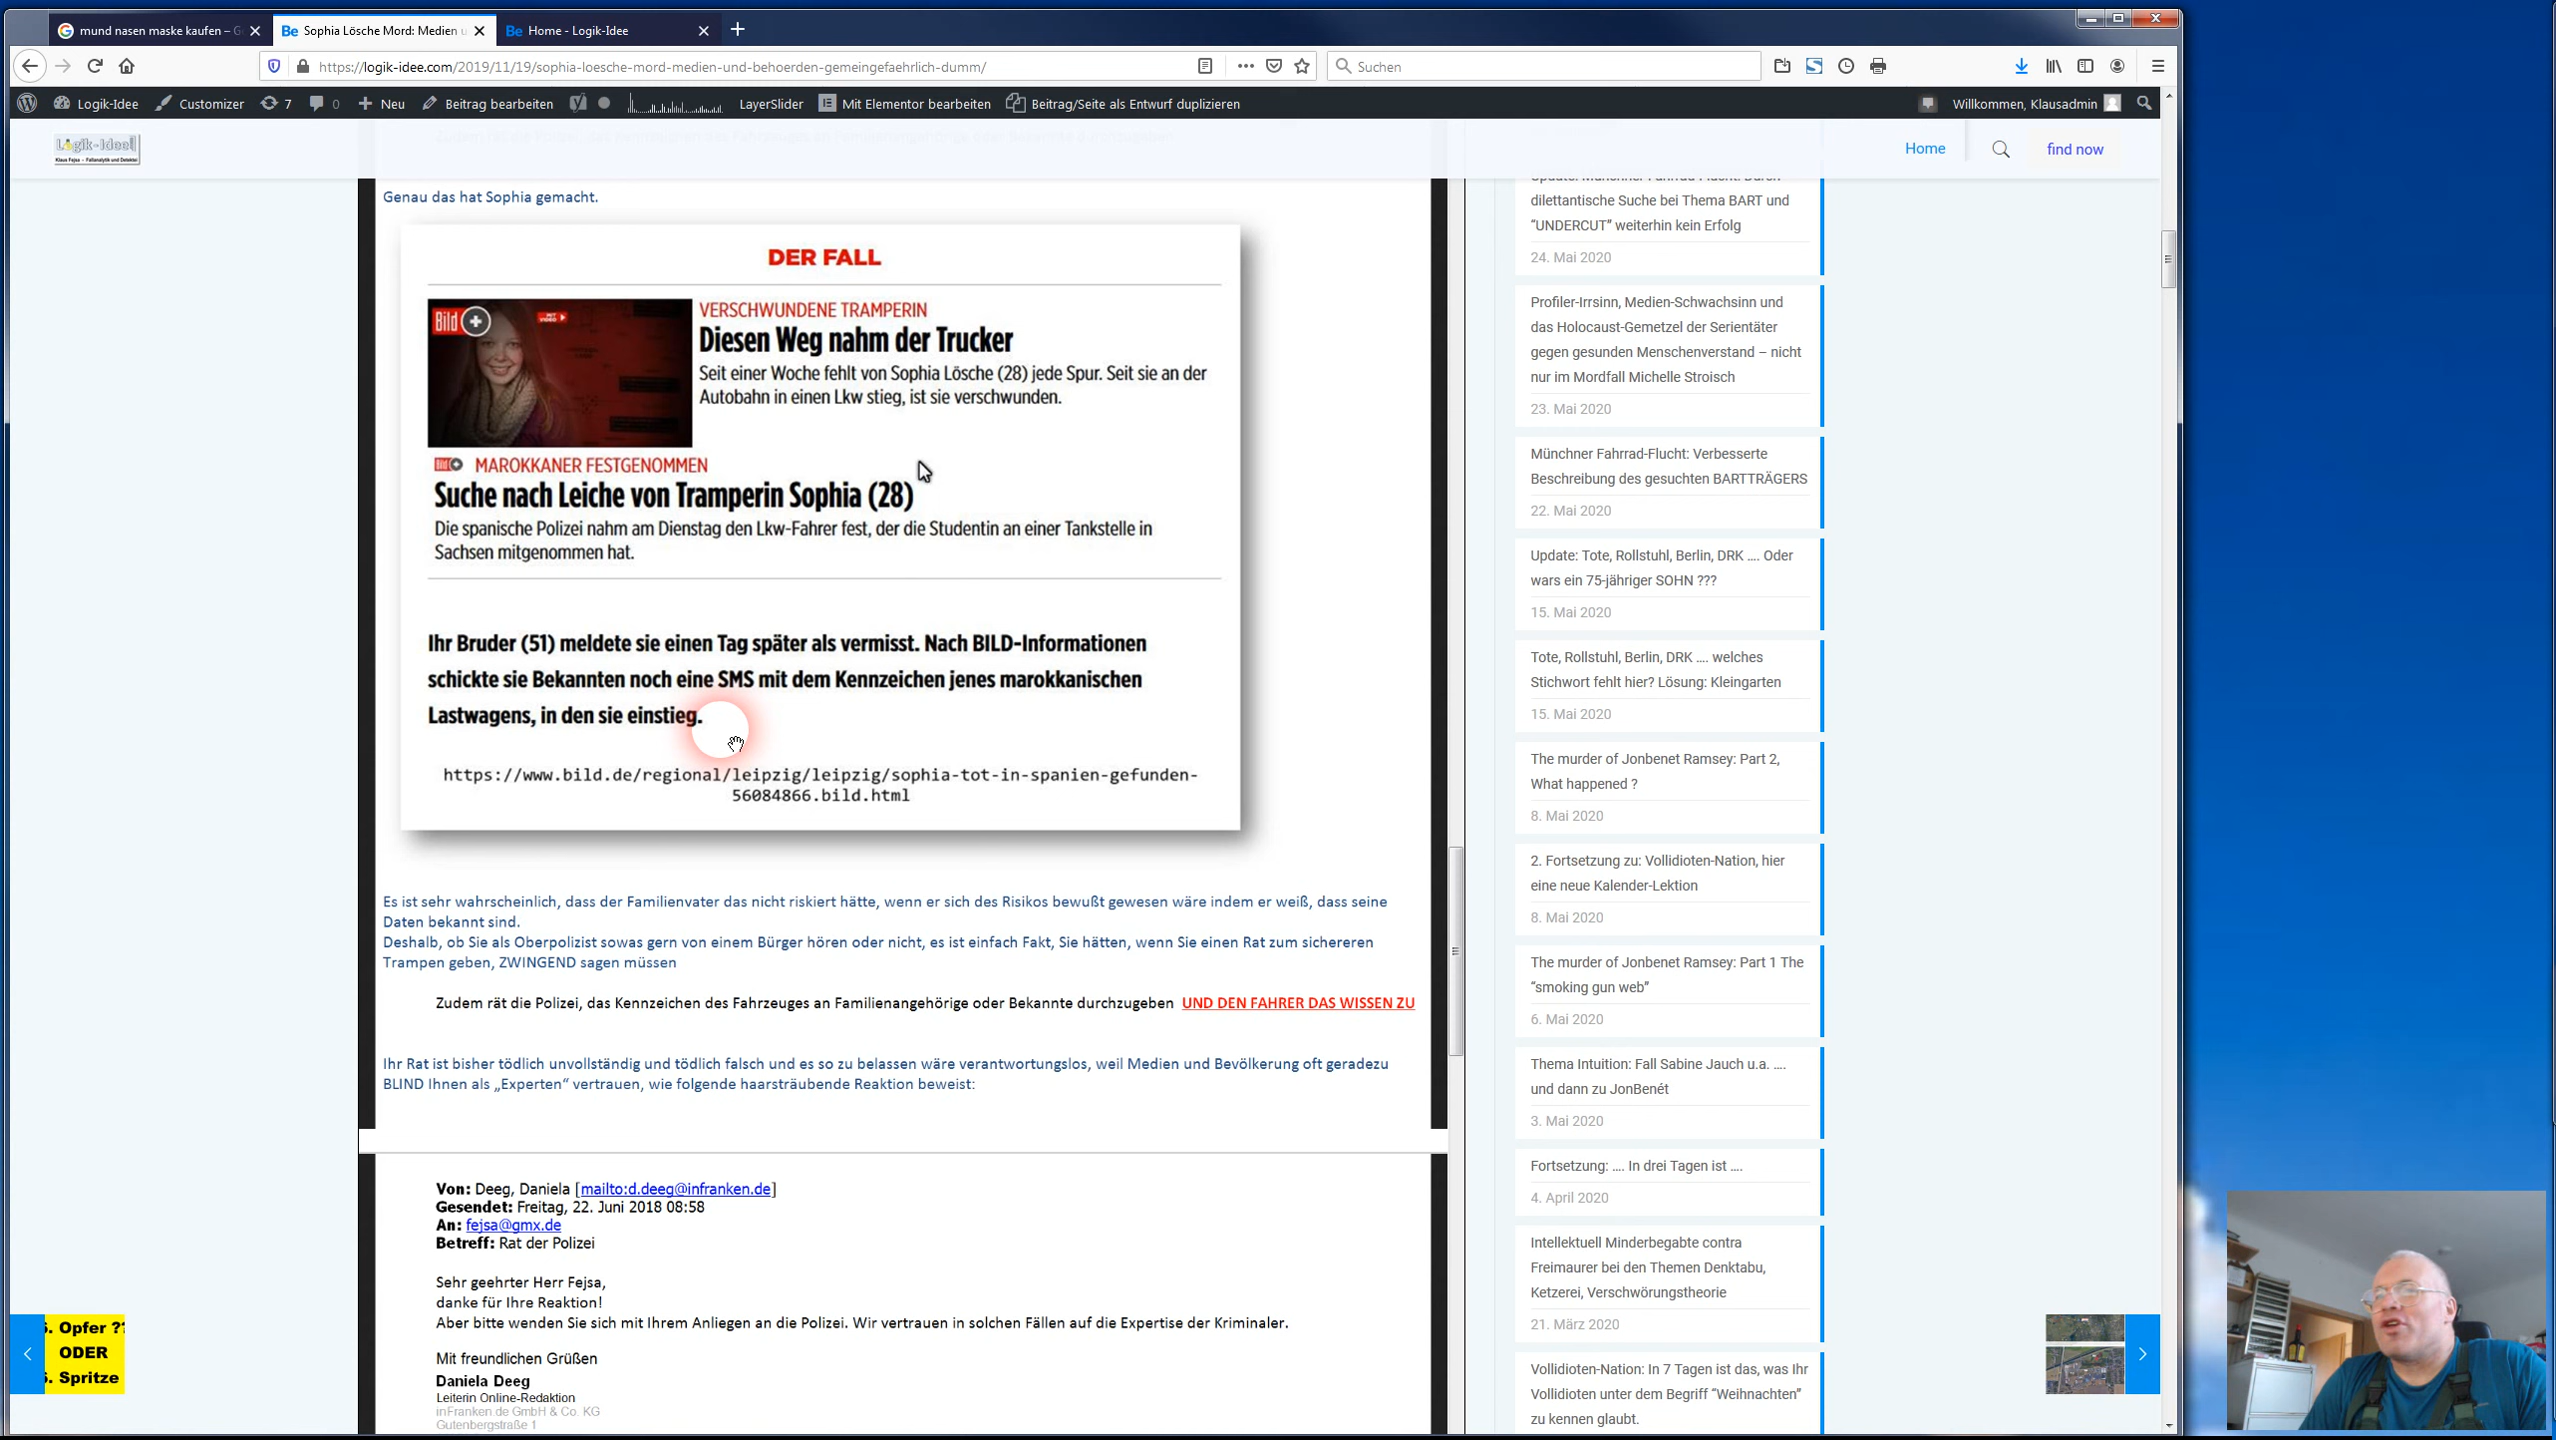 mund nasen maske kaufen – G
Sophia Lösche Mord: Medien u
Home - Logik-Idee
https://logik-idee.com/2019/11/19/sophia-loesche-mord-medien-und-behoerden-gemeingefaehrlich-dumm/
Suchen
Logik-Idee
Customizer
7
0
Neu
Beitrag bearbeiten
LayerSlider
Mit Elementor bearbeiten
Beitrag/Seite als Entwurf duplizieren
Willkommen, Klausadmin
Logik-Idee!
Klaus Fejsa - Fallanalytik und Detektei
Home
find now
Genau das hat Sophia gemacht.
DER FALL
Bild
MIT VIDEO
VERSCHWUNDENE TRAMPERIN
Diesen Weg nahm der Trucker
Seit einer Woche fehlt von Sophia Lösche (28) jede Spur. Seit sie an der
Autobahn in einen Lkw stieg, ist sie verschwunden.
MAROKKANER FESTGENOMMEN
Suche nach Leiche von Tramperin Sophia (28)
Die spanische Polizei nahm am Dienstag den Lkw-Fahrer fest, der die Studentin an einer Tankstelle in
Sachsen mitgenommen hat.
Ihr Bruder (51) meldete sie einen Tag später als vermisst. Nach BILD-Informationen
schickte sie Bekannten noch eine SMS mit dem Kennzeichen jenes marokkanischen
Lastwagens, in den sie einstieg.
https://www.bild.de/regional/leipzig/leipzig/sophia-tot-in-spanien-gefunden-
56084866.bild.html
Es ist sehr wahrscheinlich, dass der Familienvater das nicht riskiert hätte, wenn er sich des Risikos bewußt gewesen wäre indem er weiß, dass seine
Daten bekannt sind.
Deshalb, ob Sie als Oberpolizist sowas gern von einem Bürger hören oder nicht, es ist einfach Fakt, Sie hätten, wenn Sie einen Rat zum sichereren
Trampen geben, ZWINGEND sagen müssen
Zudem rät die Polizei, das Kennzeichen des Fahrzeuges an Familienangehörige oder Bekannte durchzugeben UND DEN FAHRER DAS WISSEN ZU
Ihr Rat ist bisher tödlich unvollständig und tödlich falsch und es so zu belassen wäre verantwortungslos, weil Medien und Bevölkerung oft geradezu
BLIND Ihnen als „Experten“ vertrauen, wie folgende haarsträubende Reaktion beweist:
Von: Deeg, Daniela [mailto:d.deeg@infranken.de]
Gesendet: Freitag, 22. Juni 2018 08:58
An: fejsa@gmx.de
Betreff: Rat der Polizei
Sehr geehrter Herr Fejsa,
danke für Ihre Reaktion!
Aber bitte wenden Sie sich mit Ihrem Anliegen an die Polizei. Wir vertrauen in solchen Fällen auf die Expertise der Kriminaler.
Mit freundlichen Grüßen
Daniela Deeg
Leiterin Online-Redaktion
inFranken.de GmbH & Co. KG
Gutenbergstraße 1
dilettantische Suche bei Thema BART und
“UNDERCUT” weiterhin kein Erfolg
24. Mai 2020
Profiler-Irrsinn, Medien-Schwachsinn und
das Holocaust-Gemetzel der Serientäter
gegen gesunden Menschenverstand – nicht
nur im Mordfall Michelle Stroisch
23. Mai 2020
Münchner Fahrrad-Flucht: Verbesserte
Beschreibung des gesuchten BARTTRÄGERS
22. Mai 2020
Update: Tote, Rollstuhl, Berlin, DRK …. Oder
wars ein 75-jähriger SOHN ???
15. Mai 2020
Tote, Rollstuhl, Berlin, DRK …. welches
Stichwort fehlt hier? Lösung: Kleingarten
15. Mai 2020
The murder of Jonbenet Ramsey: Part 2,
What happened ?
8. Mai 2020
2. Fortsetzung zu: Vollidioten-Nation, hier
eine neue Kalender-Lektion
8. Mai 2020
The murder of Jonbenet Ramsey: Part 1 The
“smoking gun web”
6. Mai 2020
Thema Intuition: Fall Sabine Jauch u.a. ….
und dann zu JonBenét
3. Mai 2020
Fortsetzung: …. In drei Tagen ist ….
4. April 2020
Intellektuell Minderbegabte contra
Freimaurer bei den Themen Denktabu,
Ketzerei, Verschwörungstheorie
21. März 2020
Vollidioten-Nation: In 7 Tagen ist das, was Ihr
Vollidioten unter dem Begriff “Weihnachten”
zu kennen glaubt.
6. Opfer ??
ODER
6. Spritze